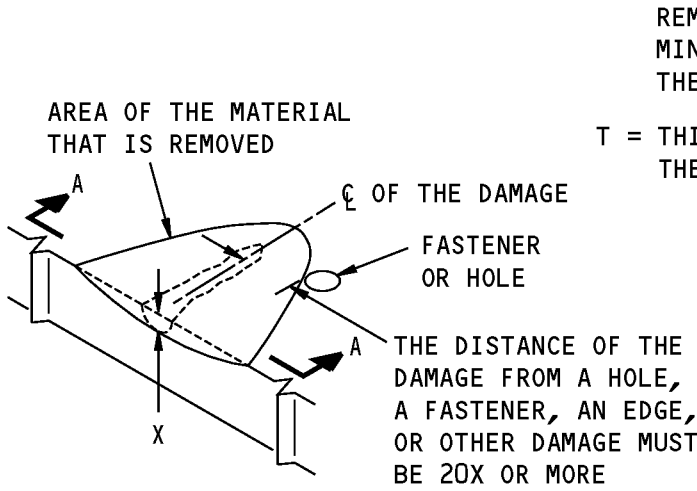 REM
MIN
THE
T = THI
THE
AREA OF THE MATERIAL
THAT IS REMOVED
A
℄ OF THE DAMAGE
FASTENER
OR HOLE
A
THE DISTANCE OF THE
DAMAGE FROM A HOLE,
A FASTENER, AN EDGE,
OR OTHER DAMAGE MUST
BE 20X OR MORE
X